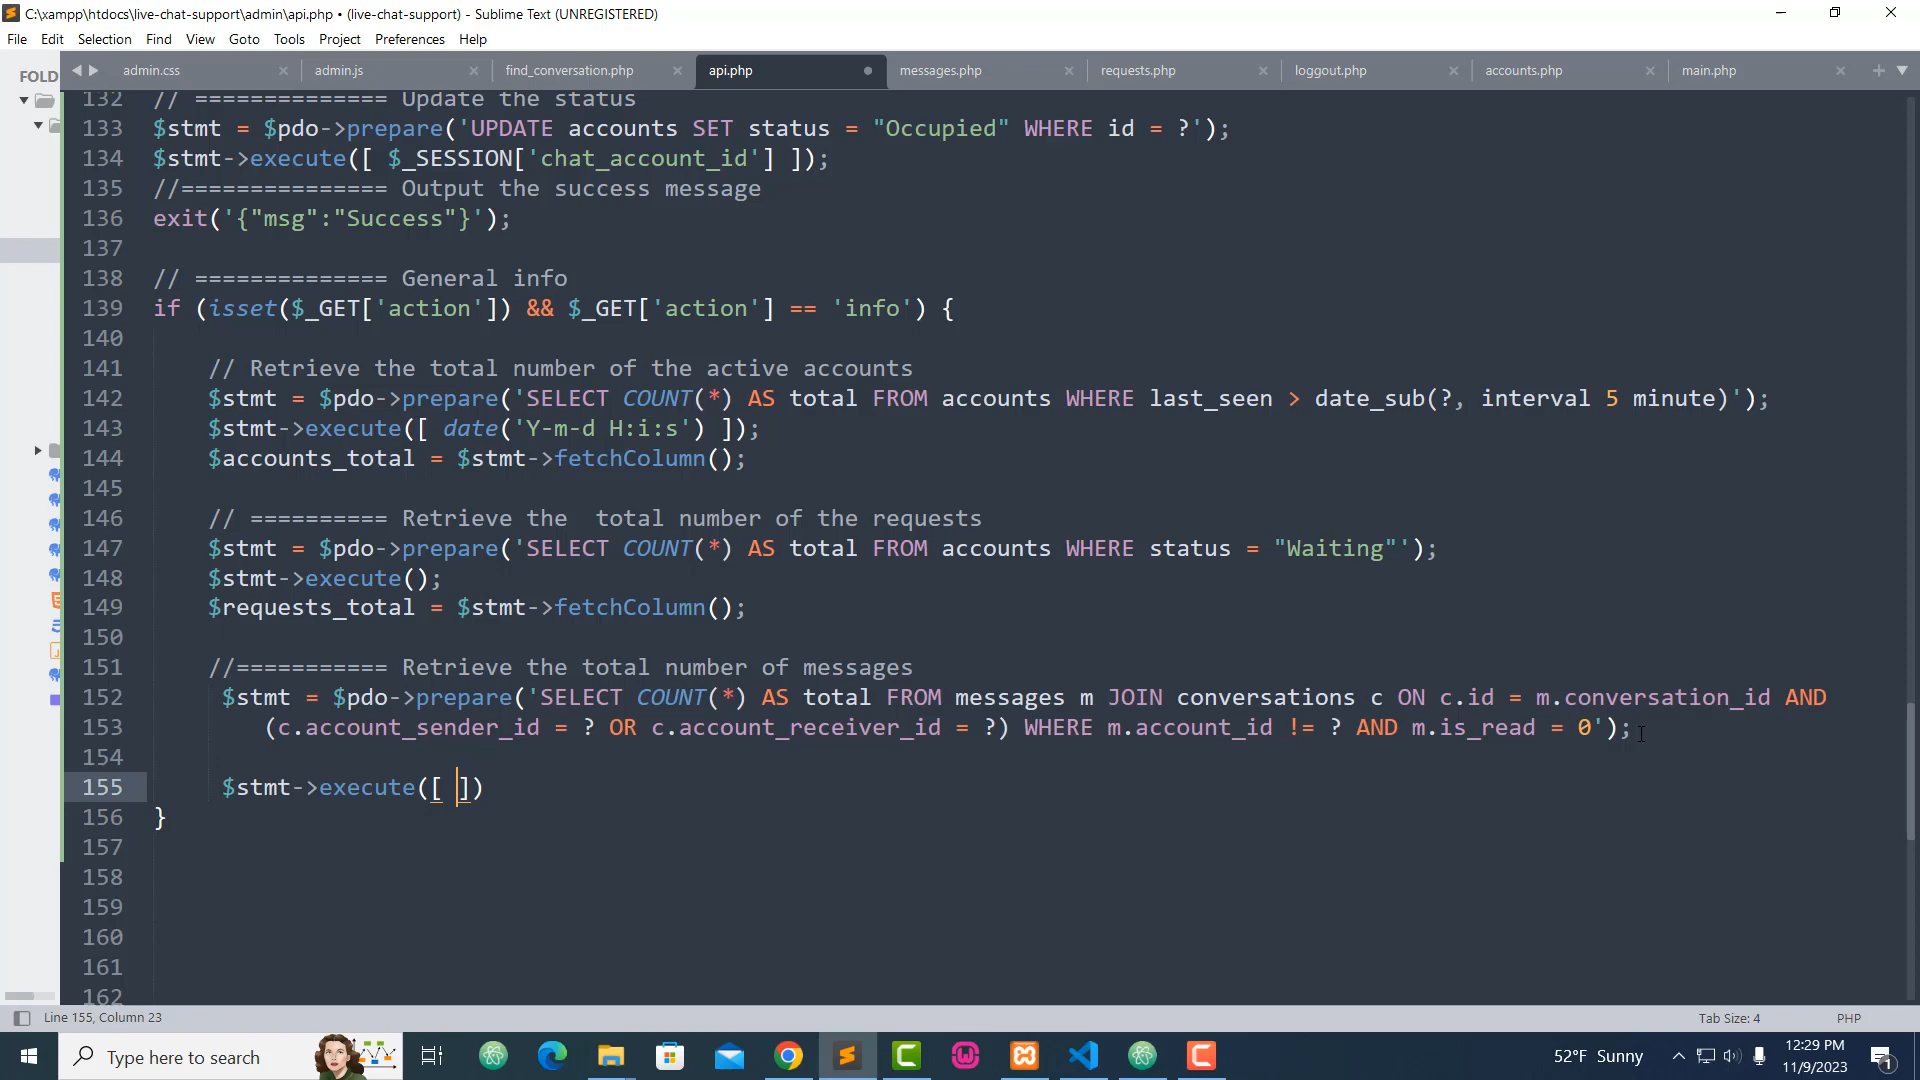 C:\xampp\htdocs\live-chat-support\admin\api.php • (live-chat-support) - Sublime Text (UNREGISTERED)
File Edit Selection Find View Goto Tools Project Preferences Help
FOLD
admin.css admin.js find_conversation.php api.php messages.php requests.php loggout.php accounts.php main.php
132 // ============== Update the status
133 $stmt = $pdo->prepare('UPDATE accounts SET status = "Occupied" WHERE id = ?');
134 $stmt->execute([ $_SESSION['chat_account_id'] ]);
135 //=============== Output the success message
136 exit('{"msg":"Success"}');
137
138 // ============== General info
139 if (isset($_GET['action']) && $_GET['action'] == 'info') {
140
141 // Retrieve the total number of the active accounts
142 $stmt = $pdo->prepare('SELECT COUNT(*) AS total FROM accounts WHERE last_seen > date_sub(?, interval 5 minute)');
143 $stmt->execute([ date('Y-m-d H:i:s') ]);
144 $accounts_total = $stmt->fetchColumn();
145
146 // ========== Retrieve the  total number of the requests
147 $stmt = $pdo->prepare('SELECT COUNT(*) AS total FROM accounts WHERE status = "Waiting"');
148 $stmt->execute();
149 $requests_total = $stmt->fetchColumn();
150
151 //=========== Retrieve the total number of messages
152 $stmt = $pdo->prepare('SELECT COUNT(*) AS total FROM messages m JOIN conversations c ON c.id = m.conversation_id AND
153 (c.account_sender_id = ? OR c.account_receiver_id = ?) WHERE m.account_id != ? AND m.is_read = 0');
154
155 $stmt->execute([ ])
156 }
157
158
159
160
161
162
Line 155, Column 23 Tab Size: 4 PHP
Type here to search
52°F Sunny
12:29 PM
11/9/2023
1